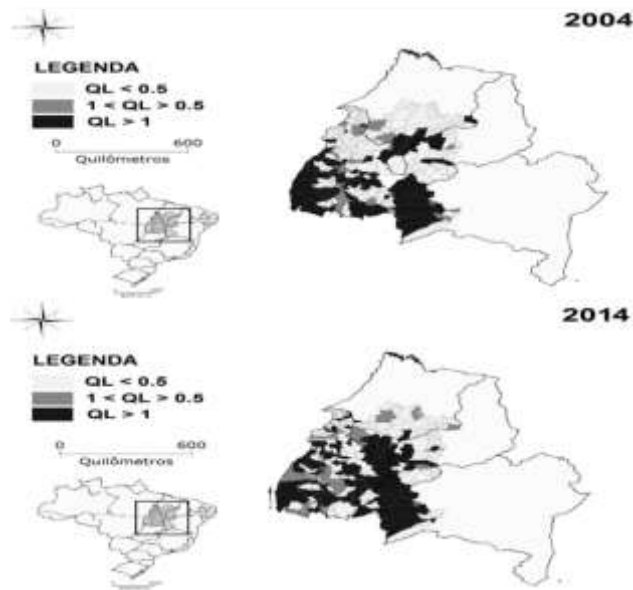 2004
LEGENDA
QL < 0.5
1 < QL > 0.5
QL > 1
0 600
Quilômetros
2014
LEGENDA
QL < 0.5
1 < QL > 0.5
QL > 1
0 600
Quilômetros